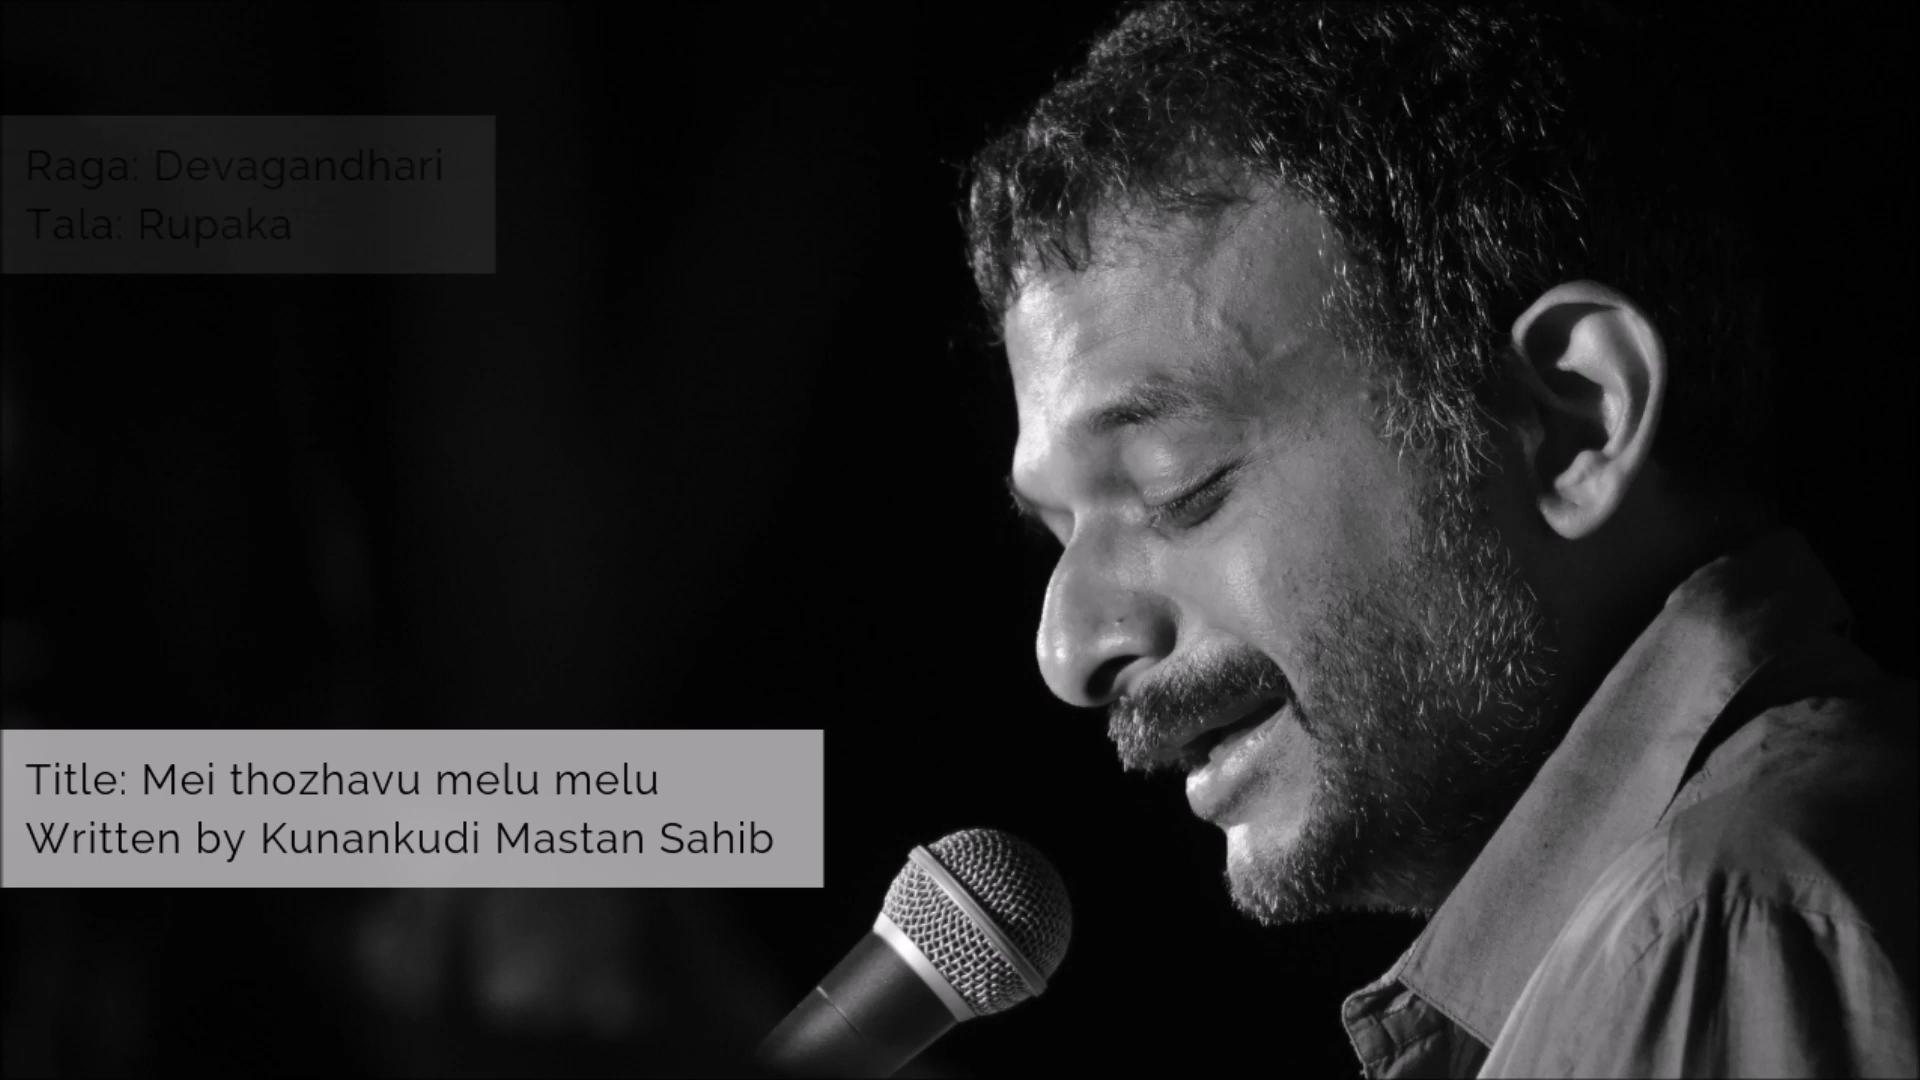 Raga: Devagandhari
Tala: Rupaka
Title: Mei thozhavu melu melu
Written by Kunankudi Mastan Sahib